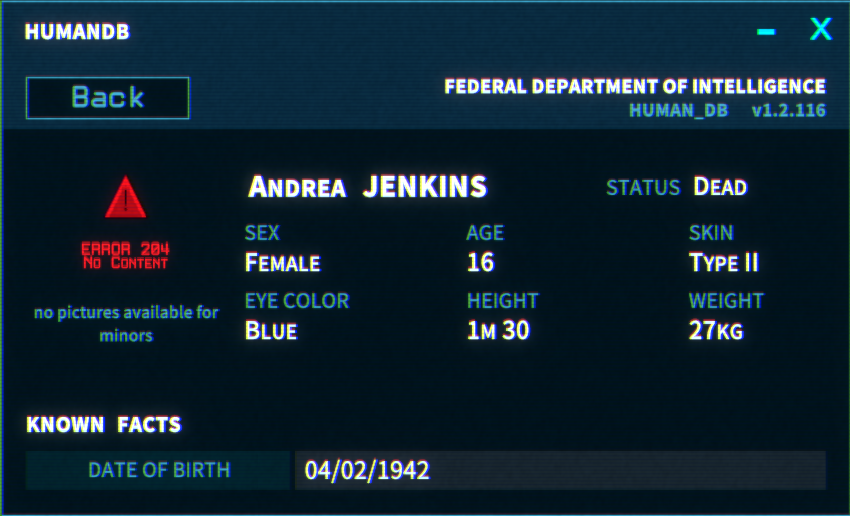 HUMANDB
– X
Back
FEDERAL DEPARTMENT OF INTELLIGENCE
HUMAN_DB v1.2.116
ANDREA JENKINS
STATUS DEAD
ERROR 204
No Content
no pictures available for
minors
SEX
FEMALE
AGE
16
SKIN
TYPE II
EYE COLOR
BLUE
HEIGHT
1M 30
WEIGHT
27KG
KNOWN FACTS
DATE OF BIRTH
04/02/1942